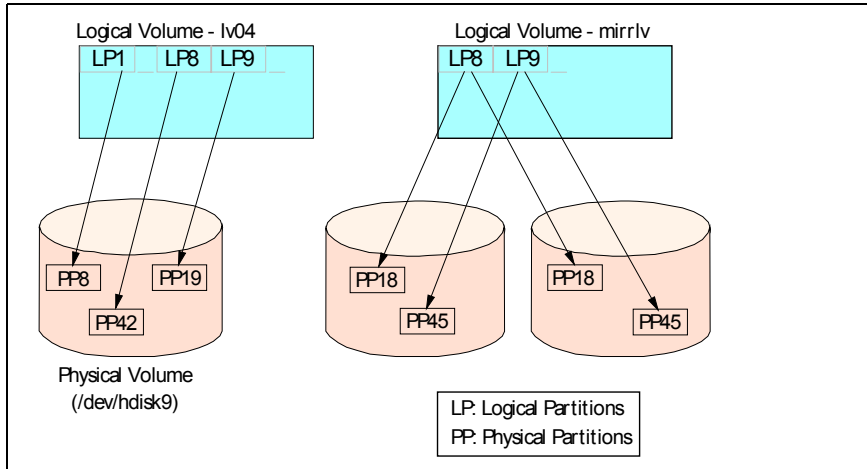 Logical Volume - lv04
LP1 LP8 LP9
PP8
PP19
PP42
Physical Volume
(/dev/hdisk9)
Logical Volume - mirrlv
LP8 LP9
PP18
PP45
PP18
PP45
LP: Logical Partitions
PP: Physical Partitions